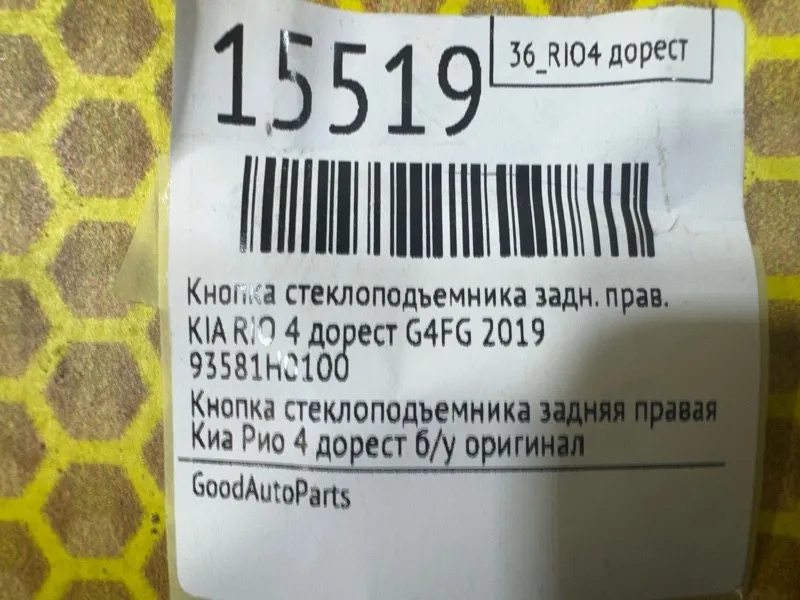 15519
36_RIO4 дорест
Кнопка стеклоподъемника задн. прав.
KIA RIO 4 дорест G4FG 2019
93581H0100
Кнопка стеклоподъемника задняя правая
Киа Рио 4 дорест б/у оригинал
GoodAutoParts